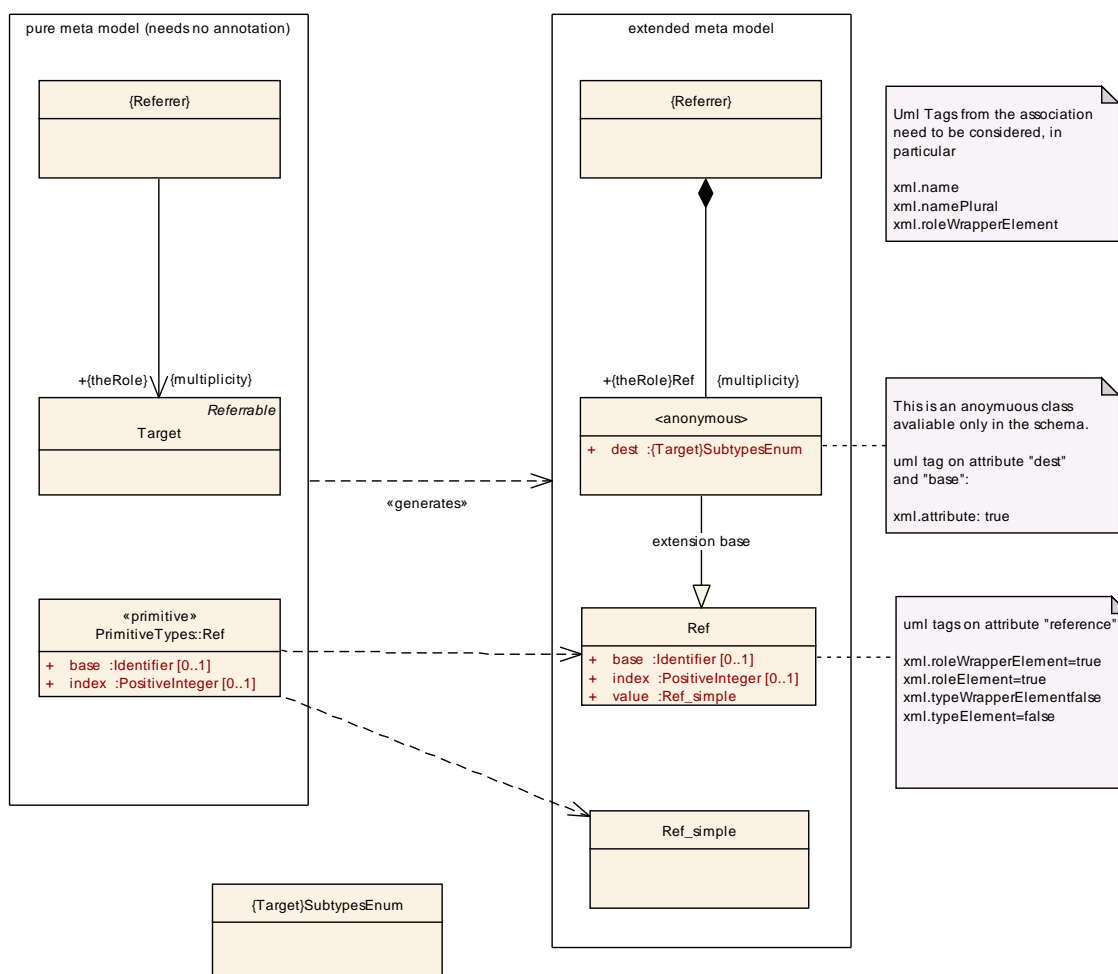 pure meta model (needs no annotation)
extended meta model
{Referrer}
{Referrer}
Uml Tags from the association
need to be considered, in
particular
xml.name
xml.namePlural
xml.roleWrapperElement
+{theRole}
{multiplicity}
+{theRole}Ref
{multiplicity}
Referrable
Target
<anonymous>
+ dest :{Target}SubtypesEnum
This is an anoymuous class
avaliable only in the schema.
uml tag on attribute "dest"
and "base":
xml.attribute: true
«generates»
extension base
«primitive»
PrimitiveTypes::Ref
+ base :Identifier [0..1]
+ index :PositiveInteger [0..1]
Ref
+ base :Identifier [0..1]
+ index :PositiveInteger [0..1]
+ value :Ref_simple
uml tags on attribute "reference"
xml.roleWrapperElement=true
xml.roleElement=true
xml.typeWrapperElementfalse
xml.typeElement=false
Ref_simple
{Target}SubtypesEnum